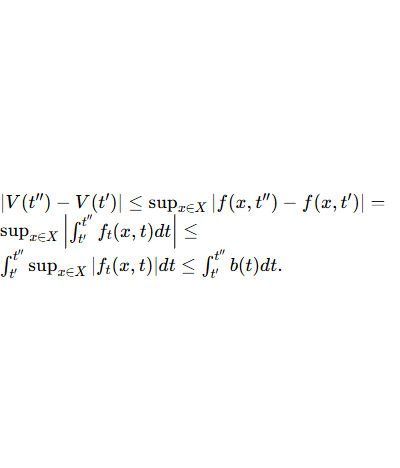 |V(t″) − V(t′)| ≤ sup_{x∈X} |f(x, t″) − f(x, t′)| =
sup_{x∈X} |∫_{t′}^{t″} f_t(x, t)dt| ≤
∫_{t′}^{t″} sup_{x∈X} |f_t(x, t)|dt ≤ ∫_{t′}^{t″} b(t)dt.